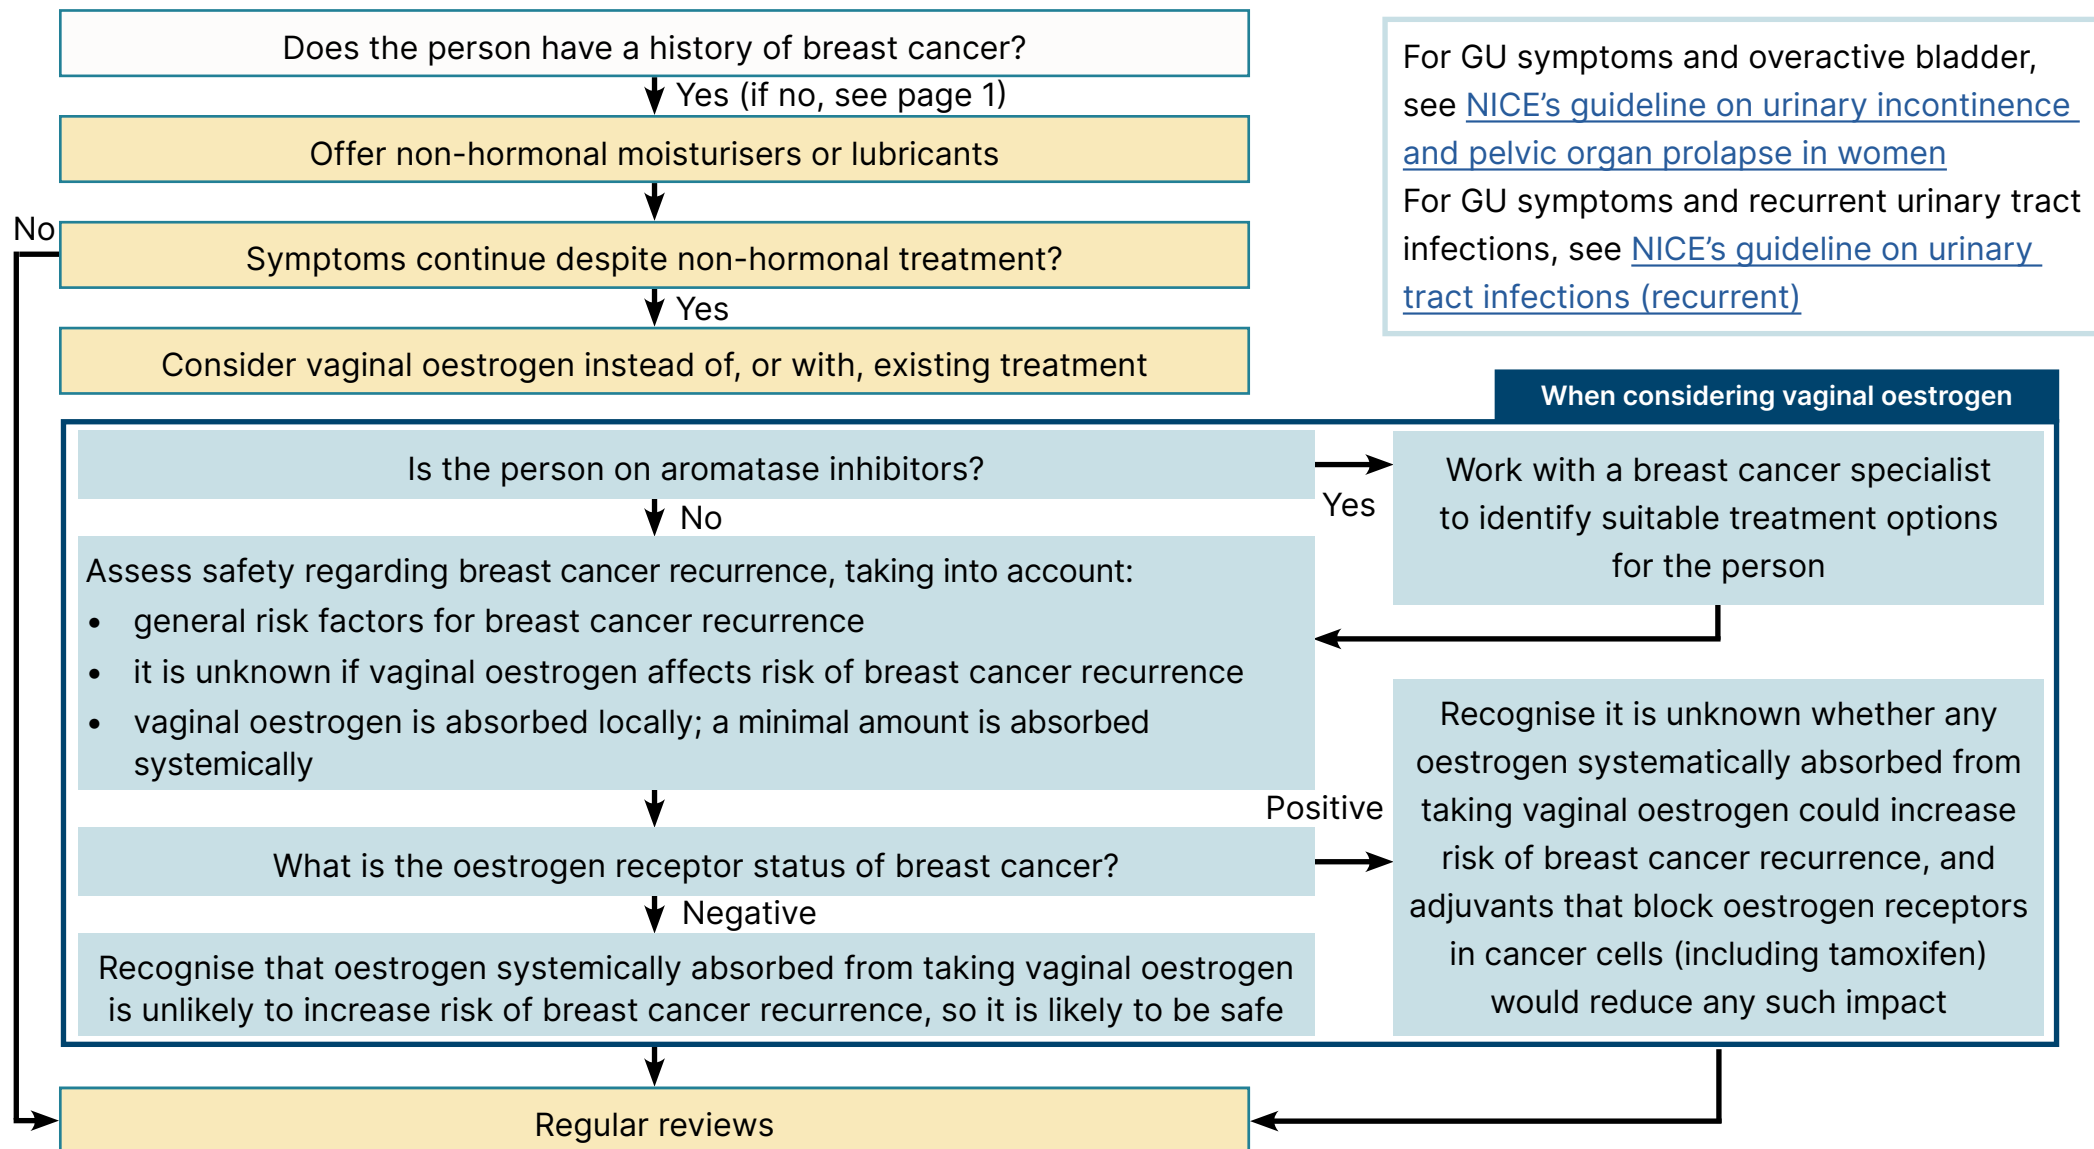 Does the person have a history of breast cancer?
Yes (if no, see page 1)
Offer non-hormonal moisturisers or lubricants
No
Symptoms continue despite non-hormonal treatment?
Yes
Consider vaginal oestrogen instead of, or with, existing treatment
For GU symptoms and overactive bladder,
see NICE’s guideline on urinary incontinence
and pelvic organ prolapse in women
For GU symptoms and recurrent urinary tract
infections, see NICE’s guideline on urinary
tract infections (recurrent)
When considering vaginal oestrogen
Is the person on aromatase inhibitors?
Yes
Work with a breast cancer specialist
to identify suitable treatment options
for the person
No
Assess safety regarding breast cancer recurrence, taking into account:
• general risk factors for breast cancer recurrence
• it is unknown if vaginal oestrogen affects risk of breast cancer recurrence
• vaginal oestrogen is absorbed locally; a minimal amount is absorbed
systemically
What is the oestrogen receptor status of breast cancer?
Positive
Recognise it is unknown whether any
oestrogen systematically absorbed from
taking vaginal oestrogen could increase
risk of breast cancer recurrence, and
adjuvants that block oestrogen receptors
in cancer cells (including tamoxifen)
would reduce any such impact
Negative
Recognise that oestrogen systemically absorbed from taking vaginal oestrogen
is unlikely to increase risk of breast cancer recurrence, so it is likely to be safe
Regular reviews